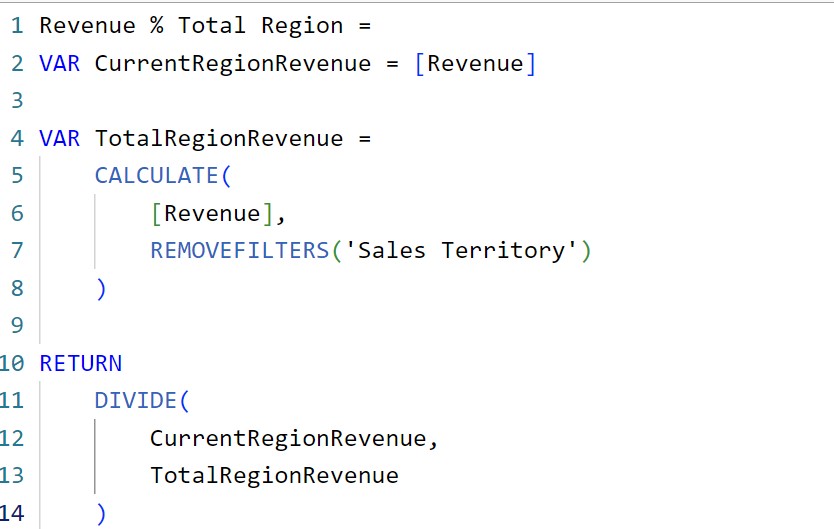 1 Revenue % Total Region =
2 VAR CurrentRegionRevenue = [Revenue]
3
4 VAR TotalRegionRevenue =
5 CALCULATE(
6 [Revenue],
7 REMOVEFILTERS('Sales Territory')
8 )
9
10 RETURN
11 DIVIDE(
12 CurrentRegionRevenue,
13 TotalRegionRevenue
14 )